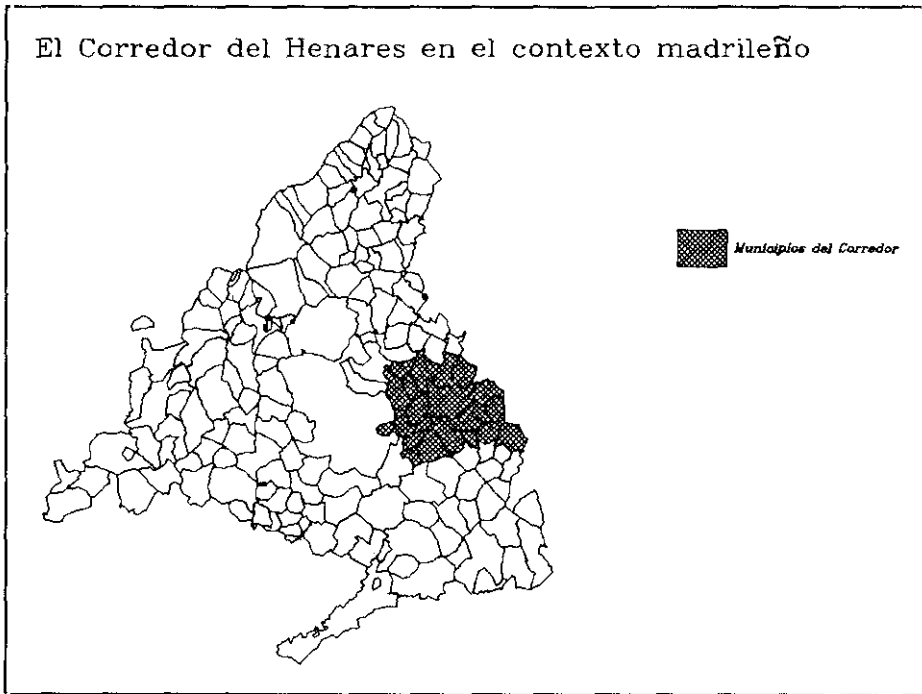 El Corredor del Henares en el contexto madrileño
Municipios del Corredor